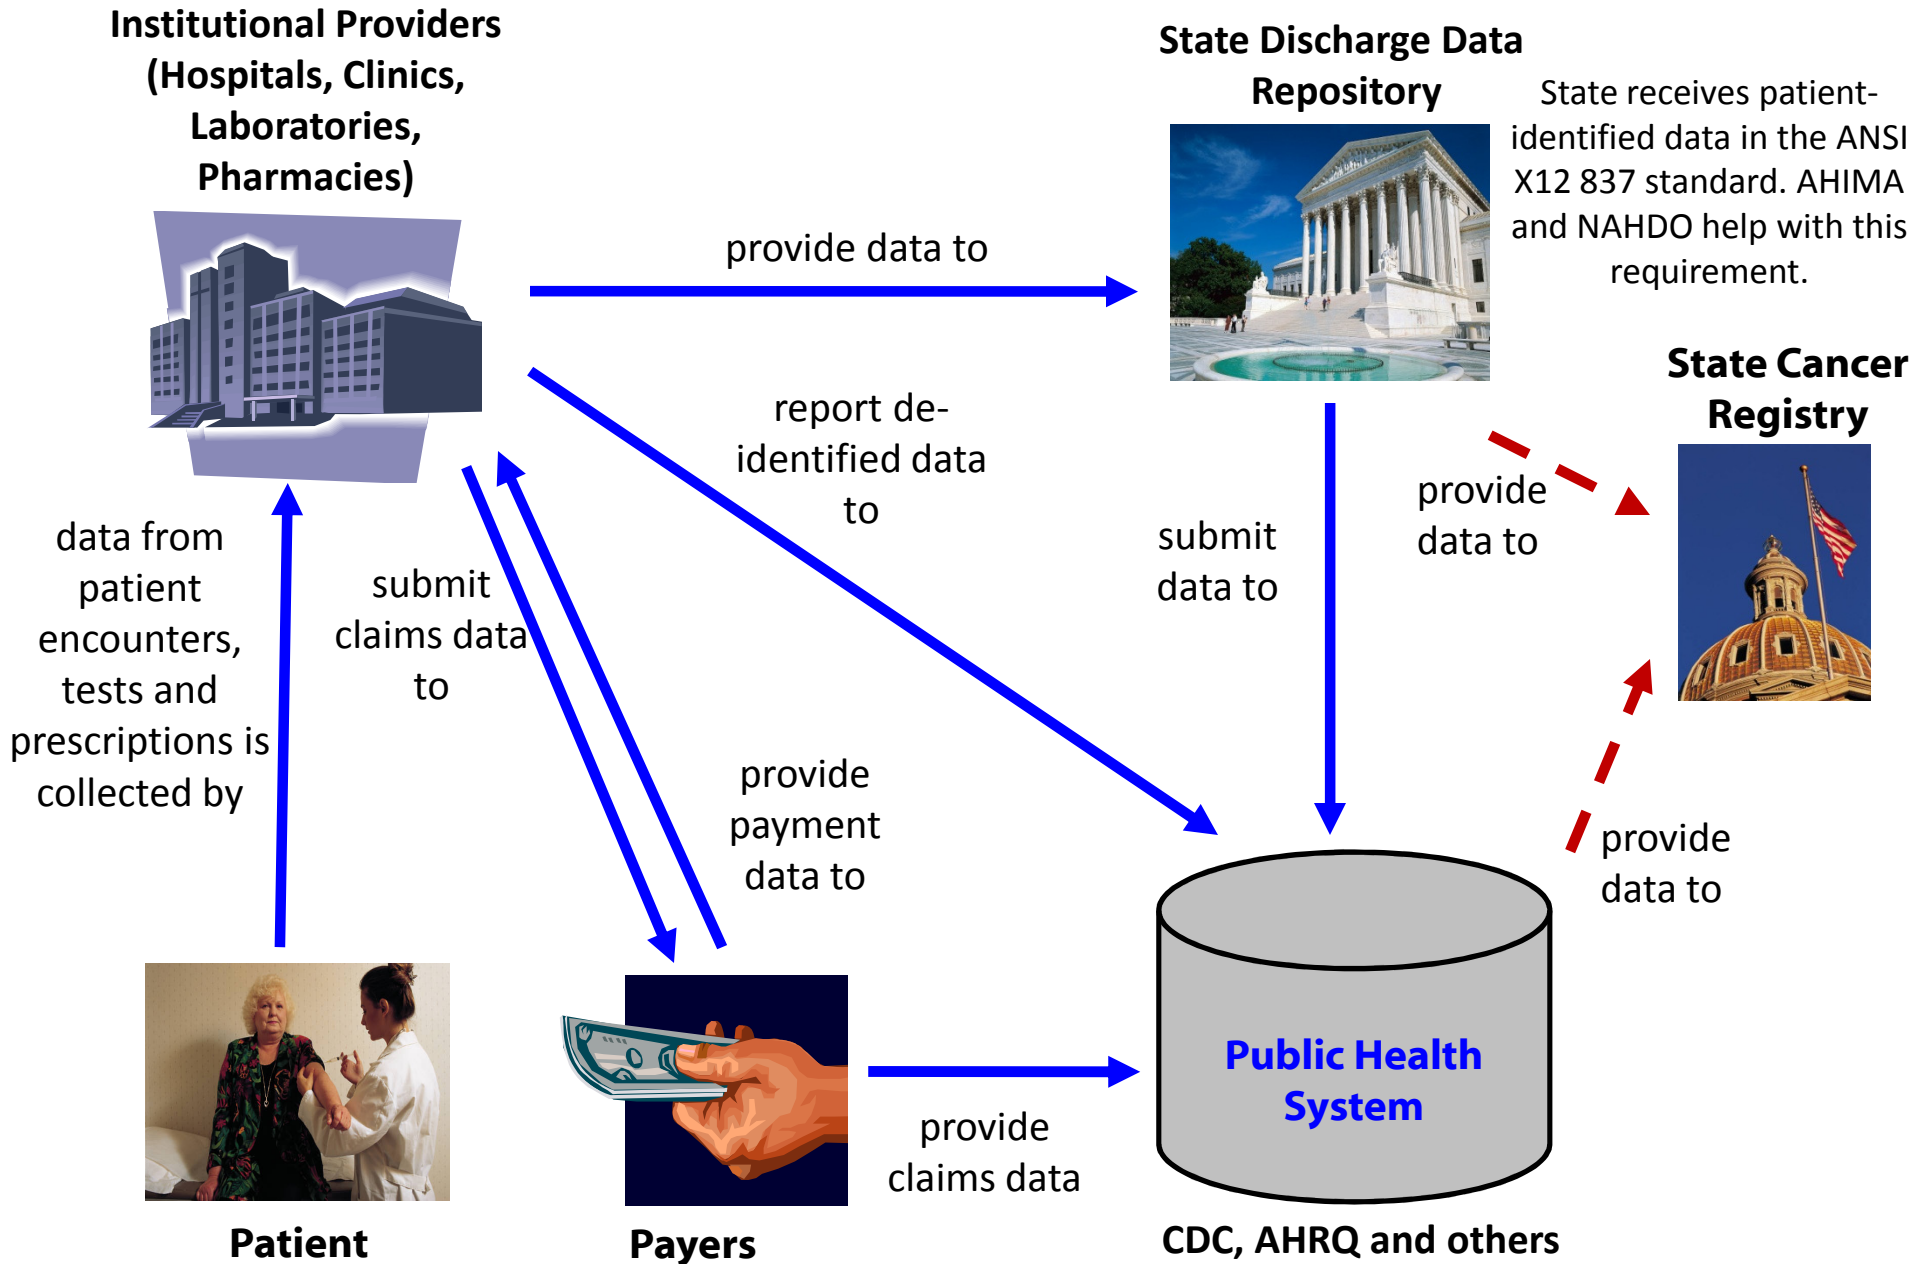 Institutional Providers
(Hospitals, Clinics,
Laboratories,
Pharmacies)
State Discharge Data
Repository
State receives patient-
identified data in the ANSI
X12 837 standard. AHIMA
and NAHDO help with this
requirement.
provide data to
State Cancer
Registry
report de-
identified data
to
provide
data to
submit
data to
data from
patient
encounters,
tests and
prescriptions is
collected by
submit
claims data
to
provide
payment
data to
provide
data to
Public Health
System
provide
claims data
Patient
Payers
CDC, AHRQ and others